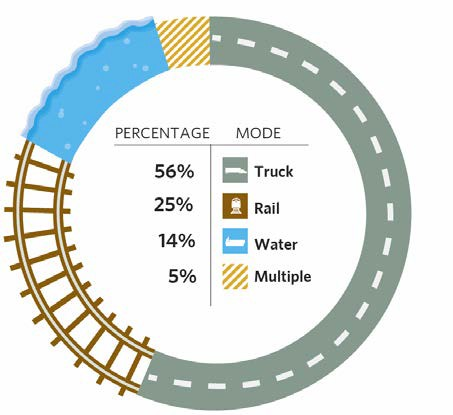 PERCENTAGE MODE
56% Truck
25% Rail
14% Water
5% Multiple